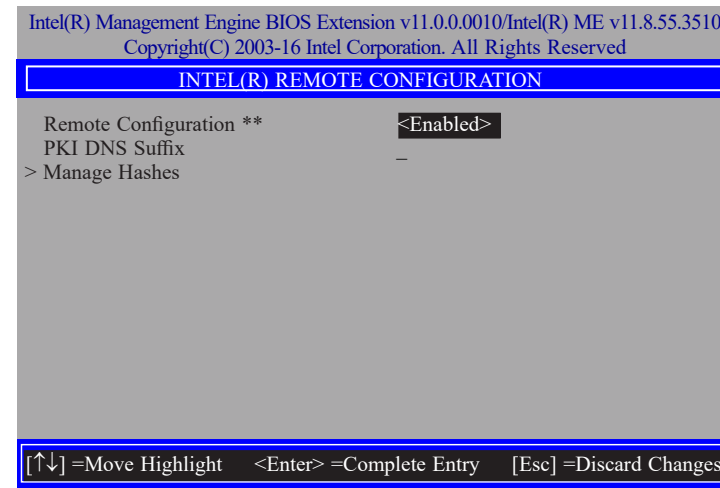 Intel(R) Management Engine BIOS Extension v11.0.0.0010/Intel(R) ME v11.8.55.3510
Copyright(C) 2003-16 Intel Corporation. All Rights Reserved
INTEL(R) REMOTE CONFIGURATION
Remote Configuration ** <Enabled>
PKI DNS Suffix _
> Manage Hashes
[↑↓] =Move Highlight <Enter> =Complete Entry [Esc] =Discard Changes